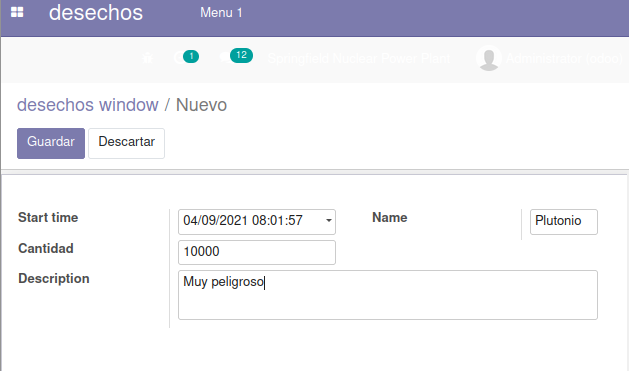 desechos Menu 1
1 12 Springfield Nuclear Power Plant Administrator
desechos window / Nuevo
Guardar Descartar
Start time 04/09/2021 08:01:57 Name Plutonio
Cantidad 10000
Description Muy peligroso